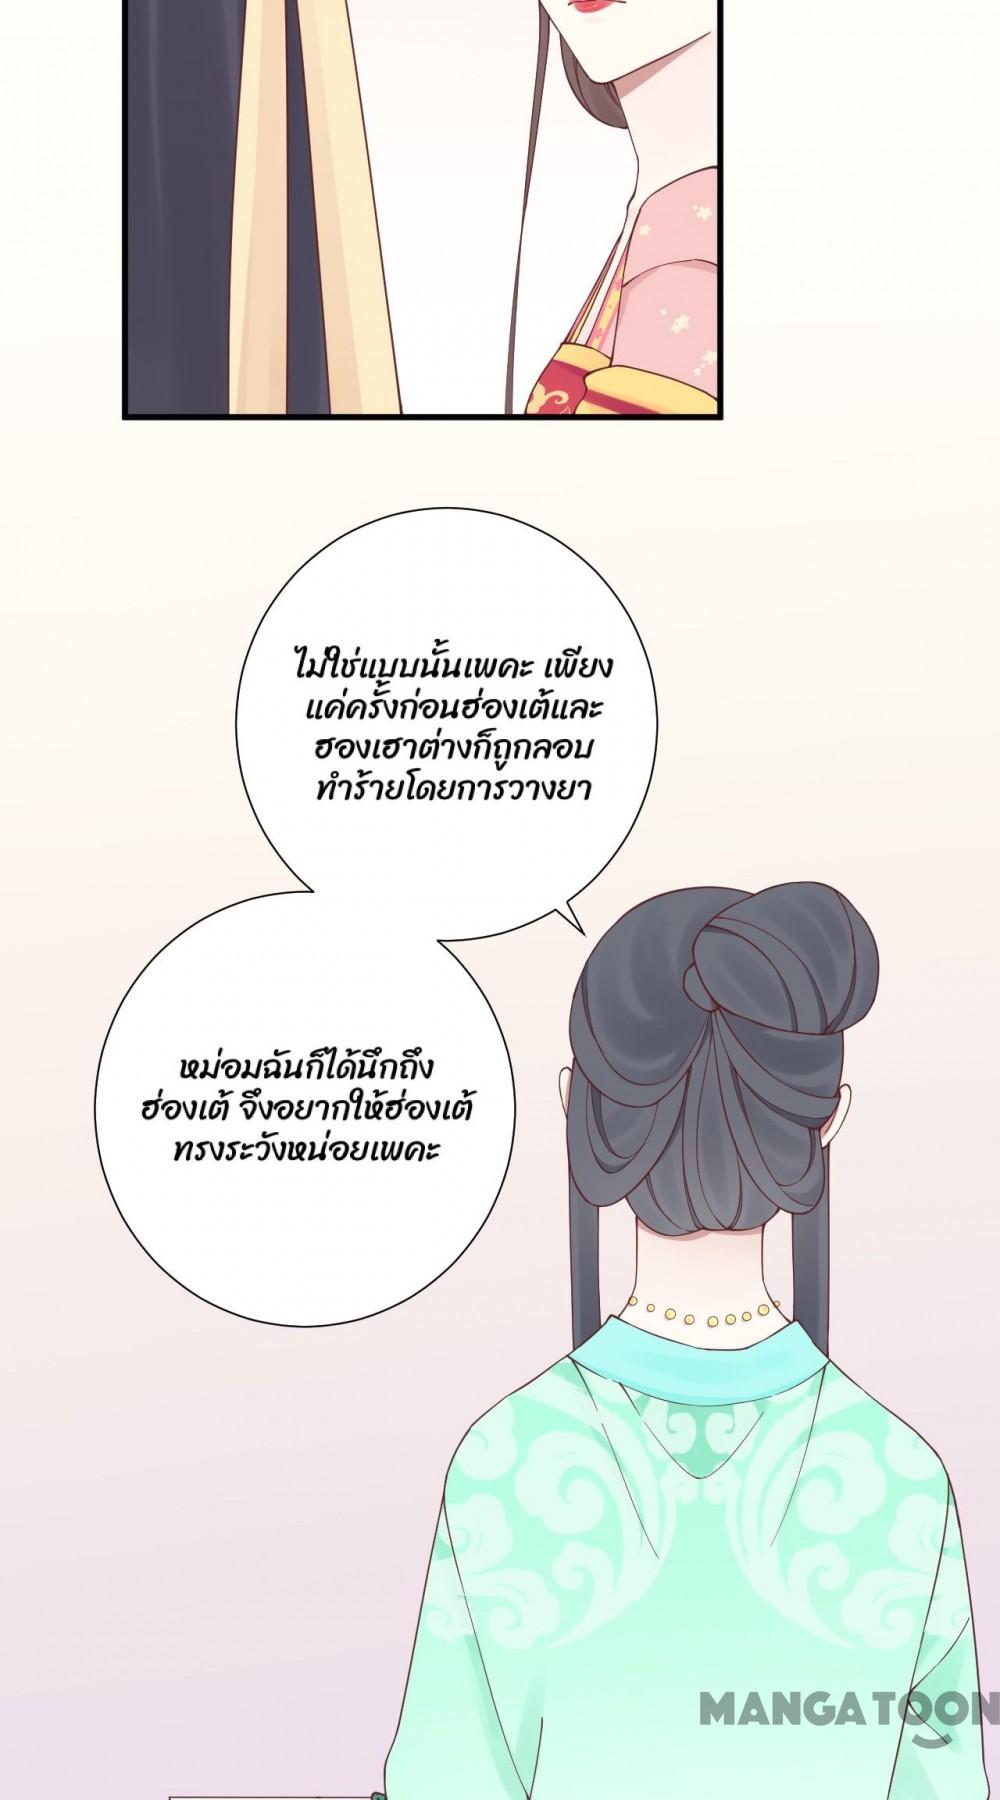 ไม่ใช่แบบนั้นเพคะ เพียง
แค่ครั้งก่อนฮ่องเต้และ
ฮองเฮาต่างก็ถูกลอบ
ทำร้ายโดยการวางยา
หม่อมฉันก็ได้นึกถึง
ฮ่องเต้ จึงอยากให้ฮ่องเต้
ทรงระวังหน่อยเพคะ
MANGATOON